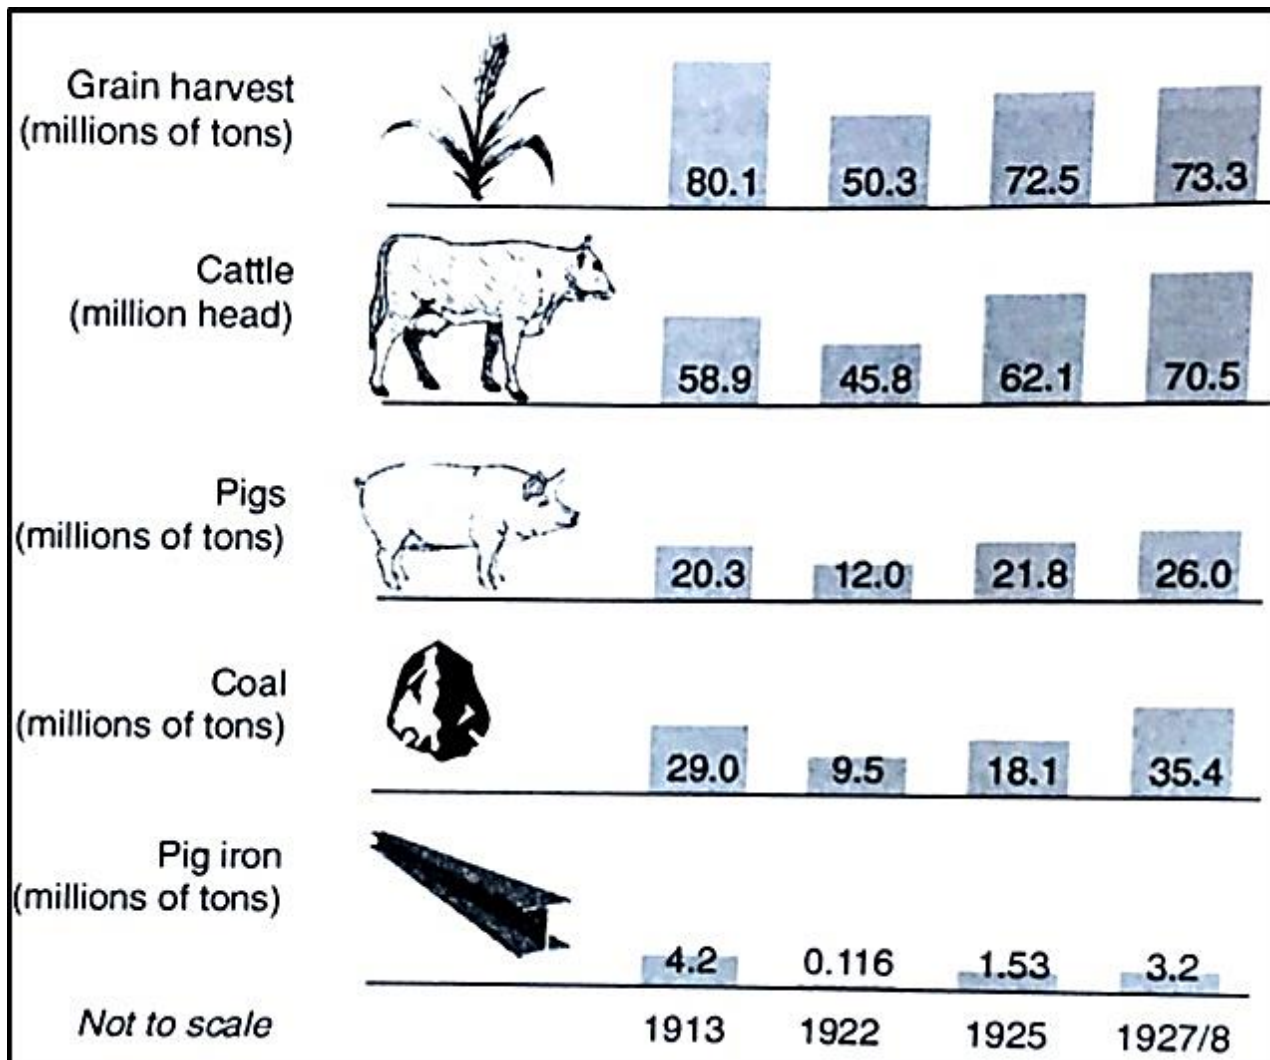 Grain harvest
(millions of tons)
80.1 50.3 72.5 73.3
Cattle
(million head)
58.9 45.8 62.1 70.5
Pigs
(millions of tons)
20.3 12.0 21.8 26.0
Coal
(millions of tons)
29.0 9.5 18.1 35.4
Pig iron
(millions of tons)
4.2 0.116 1.53 3.2
Not to scale 1913 1922 1925 1927/8